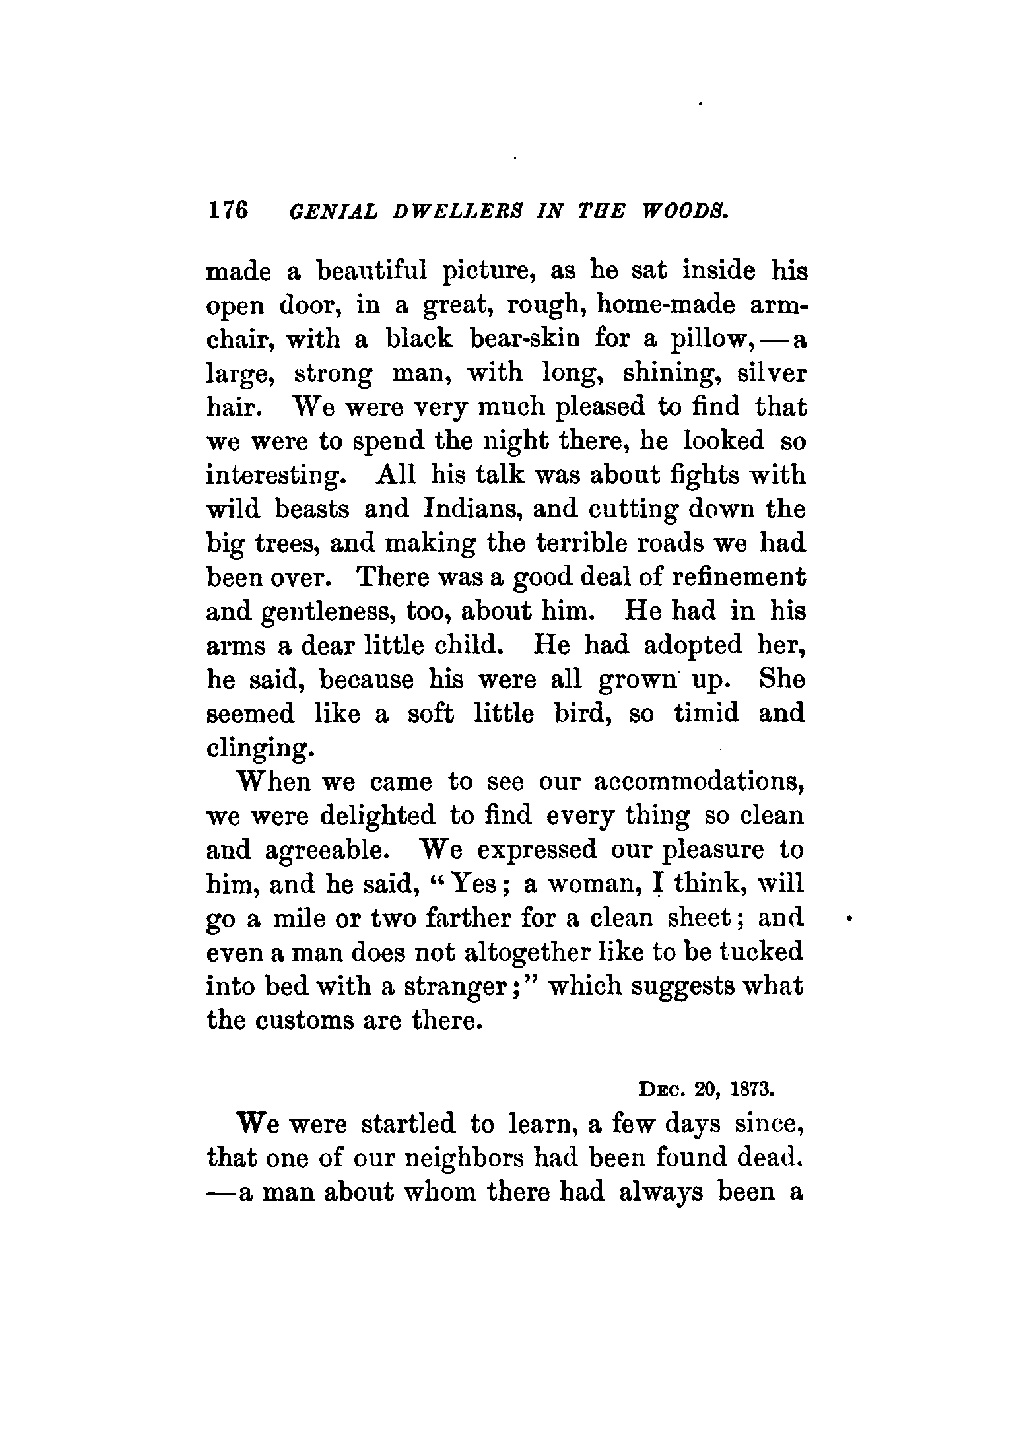 176 GENIAL DWELLERS IN THE WOODS.
made a beautiful picture, as he sat inside his
open door, in a great, rough, home-made arm-
chair, with a black bear-skin for a pillow,—a
large, strong man, with long, shining, silver
hair. We were very much pleased to find that
we were to spend the night there, he looked so
interesting. All his talk was about fights with
wild beasts and Indians, and cutting down the
big trees, and making the terrible roads we had
been over. There was a good deal of refinement
and gentleness, too, about him. He had in his
arms a dear little child. He had adopted her,
he said, because his were all grown up. She
seemed like a soft little bird, so timid and
clinging.
When we came to see our accommodations,
we were delighted to find every thing so clean
and agreeable. We expressed our pleasure to
him, and he said, “Yes; a woman, I think, will
go a mile or two farther for a clean sheet; and
even a man does not altogether like to be tucked
into bed with a stranger;” which suggests what
the customs are there.
DEC. 20, 1873.
We were startled to learn, a few days since,
that one of our neighbors had been found dead.
—a man about whom there had always been a